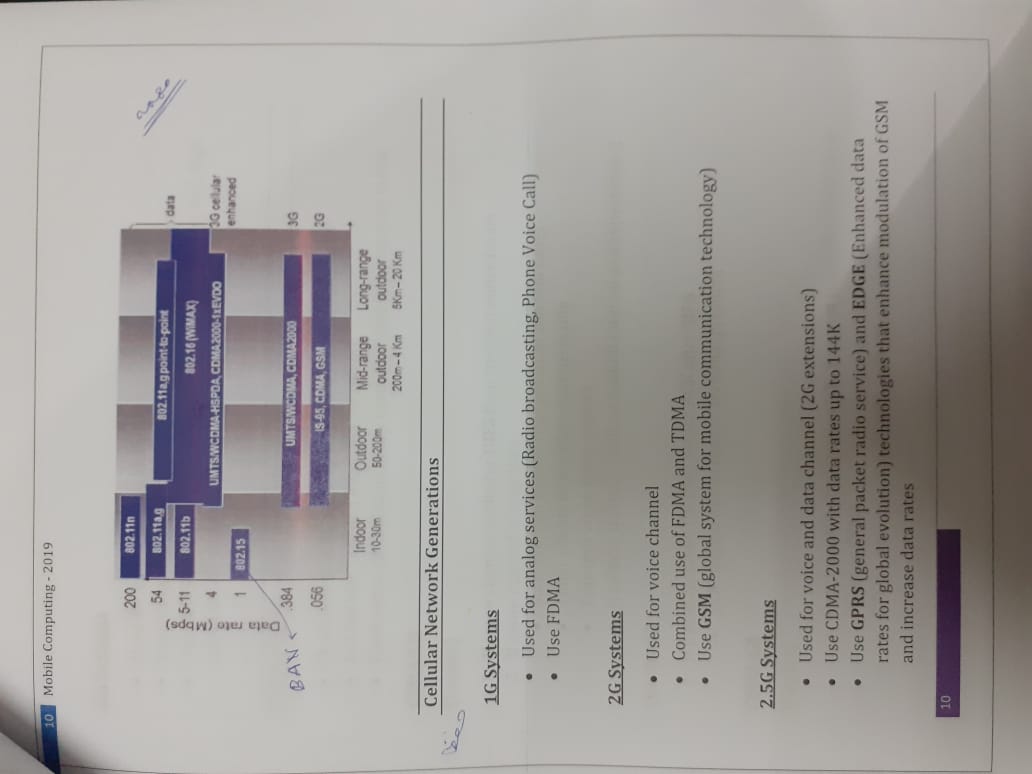 10 Mobile Computing - 2019
200
54
5-11
4
1
.384
.056
Data rate (Mbps)
802.11n
802.11a,g
802.11a,g point-to-point
data
802.11b
802.16 (WiMAX)
UMTS/WCDMA-HSPDA, CDMA2000-1xEVDO
3G cellular
enhanced
802.15
BAN
UMTS/WCDMA, CDMA2000
3G
IS-95, CDMA, GSM
2G
Indoor
10-30m
Outdoor
50-200m
Mid-range
outdoor
200m – 4 Km
Long-range
outdoor
5Km – 20 Km
Cellular Network Generations
1G Systems
• Used for analog services (Radio broadcasting, Phone Voice Call)
• Use FDMA
2G Systems
• Used for voice channel
• Combined use of FDMA and TDMA
• Use GSM (global system for mobile communication technology)
2.5G Systems
• Used for voice and data channel (2G extensions)
• Use CDMA-2000 with data rates up to 144K
• Use GPRS (general packet radio service) and EDGE (Enhanced data
rates for global evolution) technologies that enhance modulation of GSM
and increase data rates
10